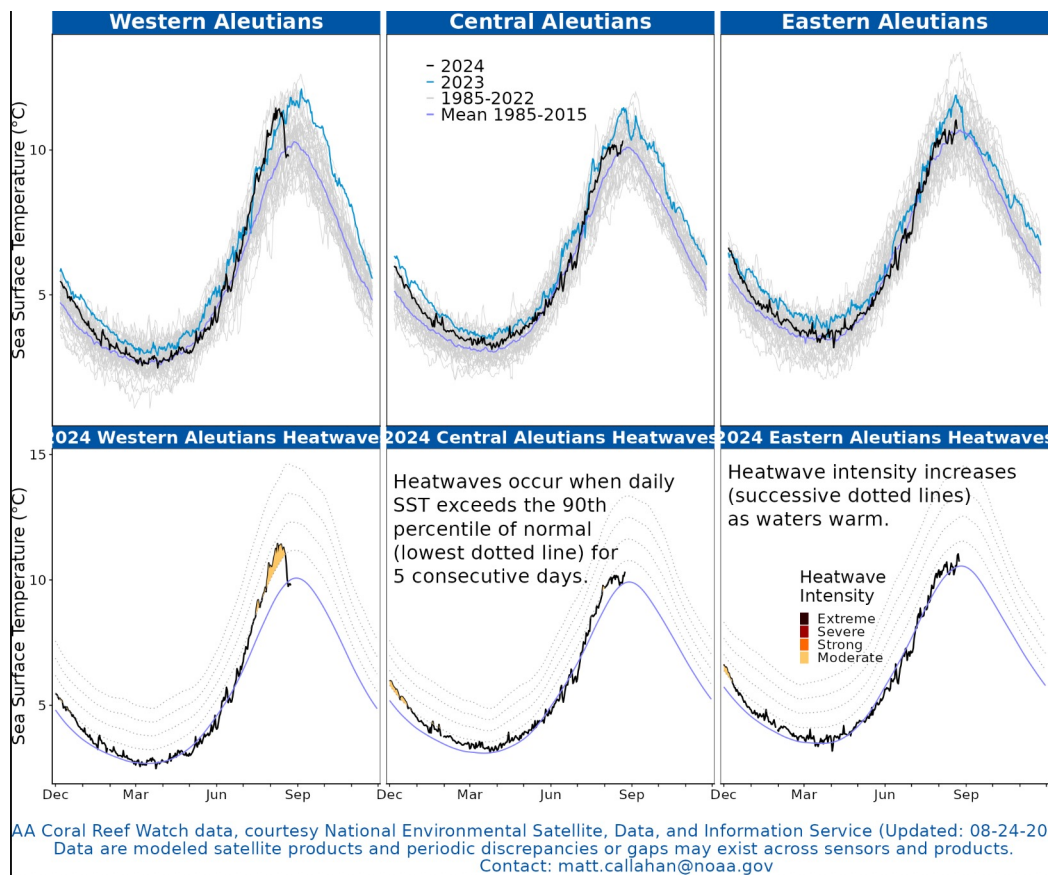 Western Aleutians
Central Aleutians
Eastern Aleutians
Sea Surface Temperature (°C)
10
5
2024
2023
1985-2022
Mean 1985-2015
2024 Western Aleutians Heatwaves
2024 Central Aleutians Heatwaves
2024 Eastern Aleutians Heatwaves
Sea Surface Temperature (°C)
15
10
5
Heatwaves occur when daily
SST exceeds the 90th
percentile of normal
(lowest dotted line) for
5 consecutive days.
Heatwave intensity increases
(successive dotted lines)
as waters warm.
Heatwave
Intensity
Extreme
Severe
Strong
Moderate
Dec Mar Jun Sep
Dec Mar Jun Sep
Dec Mar Jun Sep
AA Coral Reef Watch data, courtesy National Environmental Satellite, Data, and Information Service (Updated: 08-24-20
Data are modeled satellite products and periodic discrepancies or gaps may exist across sensors and products.
Contact: matt.callahan@noaa.gov